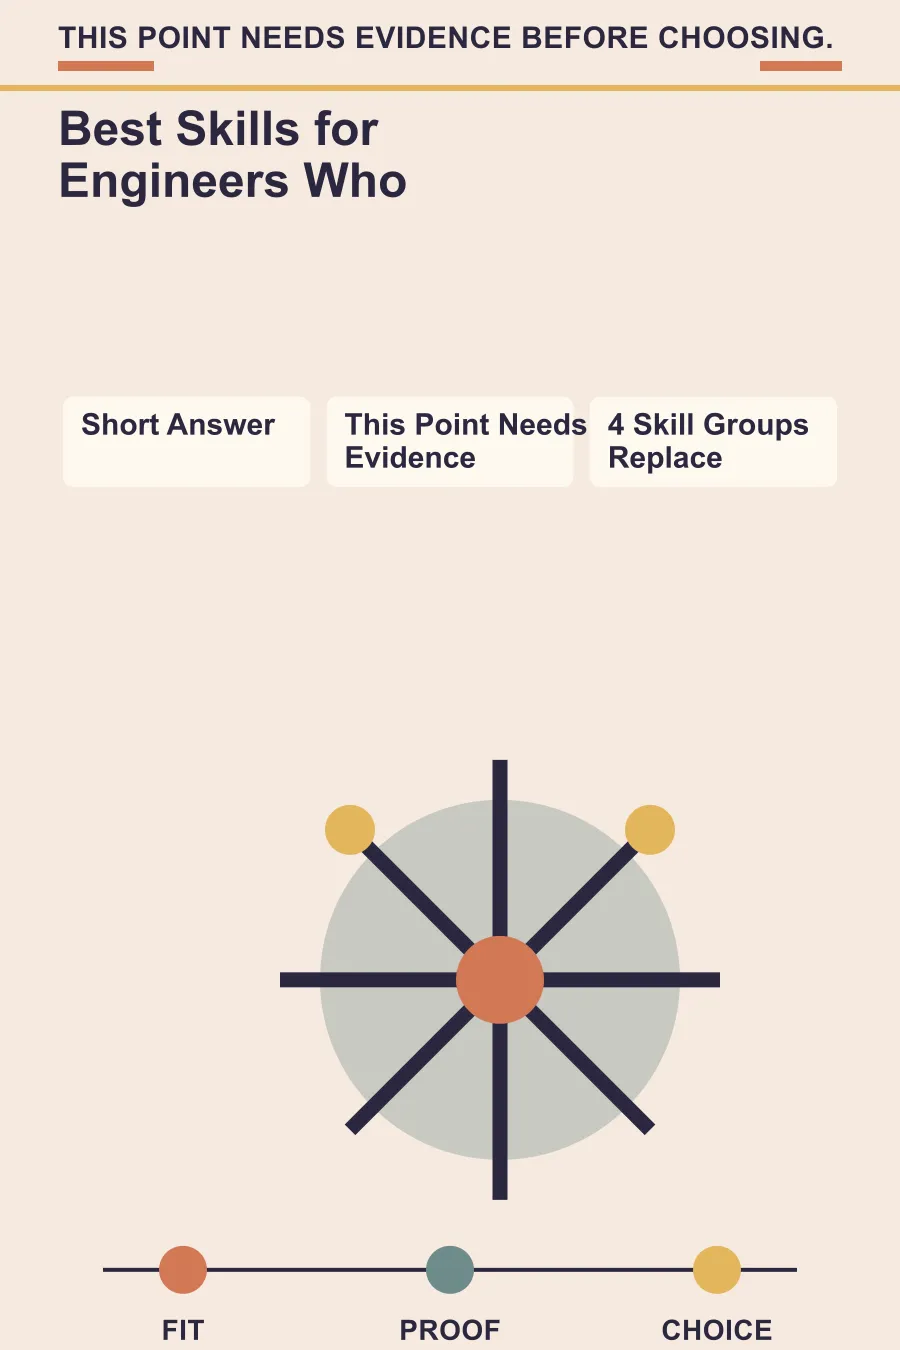 THIS POINT NEEDS EVIDENCE BEFORE CHOOSING.
Best Skills for
Engineers Who
Short Answer
This Point Needs
Evidence
4 Skill Groups
Replace
FIT
PROOF
CHOICE